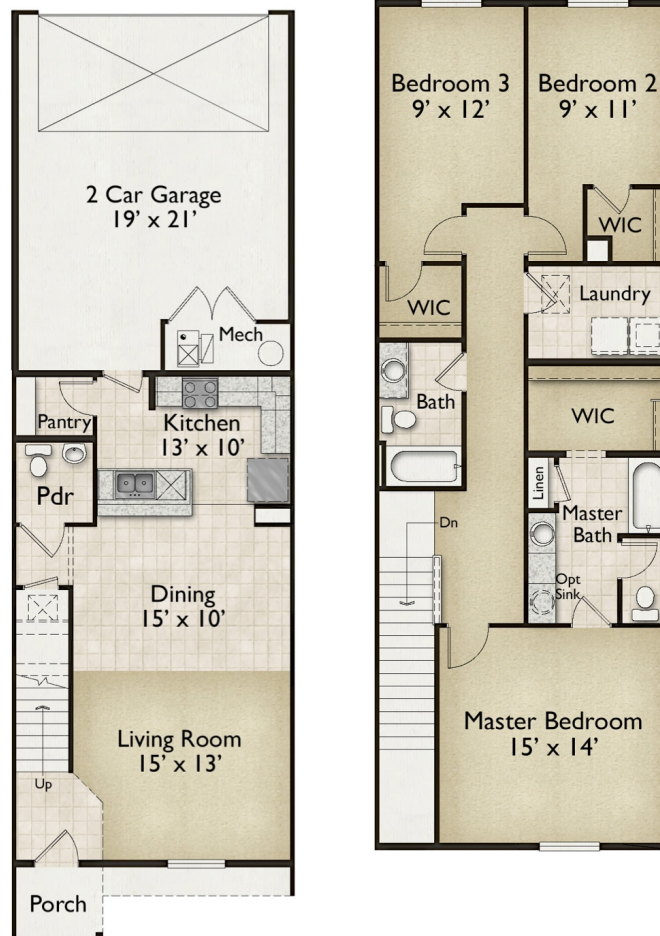 2 Car Garage
19' x 21'
Mech
Pantry
Kitchen
13' x 10'
Pdr
Dining
15' x 10'
Living Room
15' x 13'
Up
Porch
Bedroom 3
9' x 12'
Bedroom 2
9' x 11'
WIC
WIC
Laundry
Bath
WIC
Linen
Master
Bath
Dn
Opt
Sink
Master Bedroom
15' x 14'